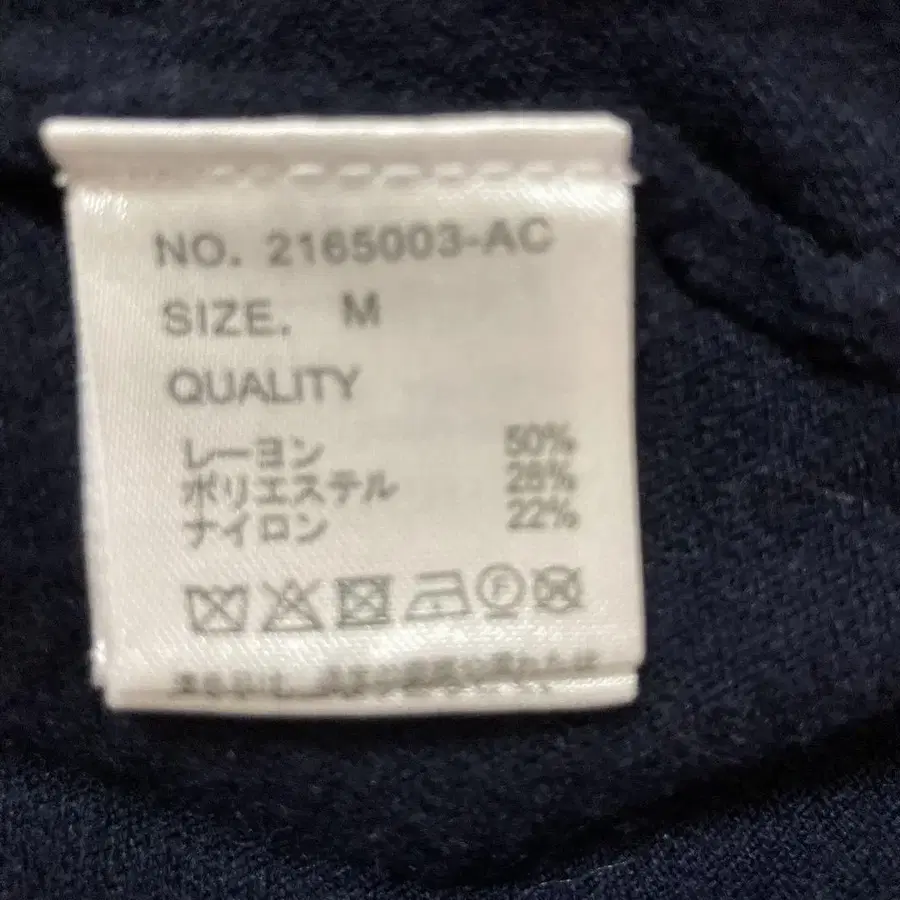 NO. 2165003-AC
SIZE. M
QUALITY
レーヨン 50%
ポリエステル 28%
ナイロン 22%
F